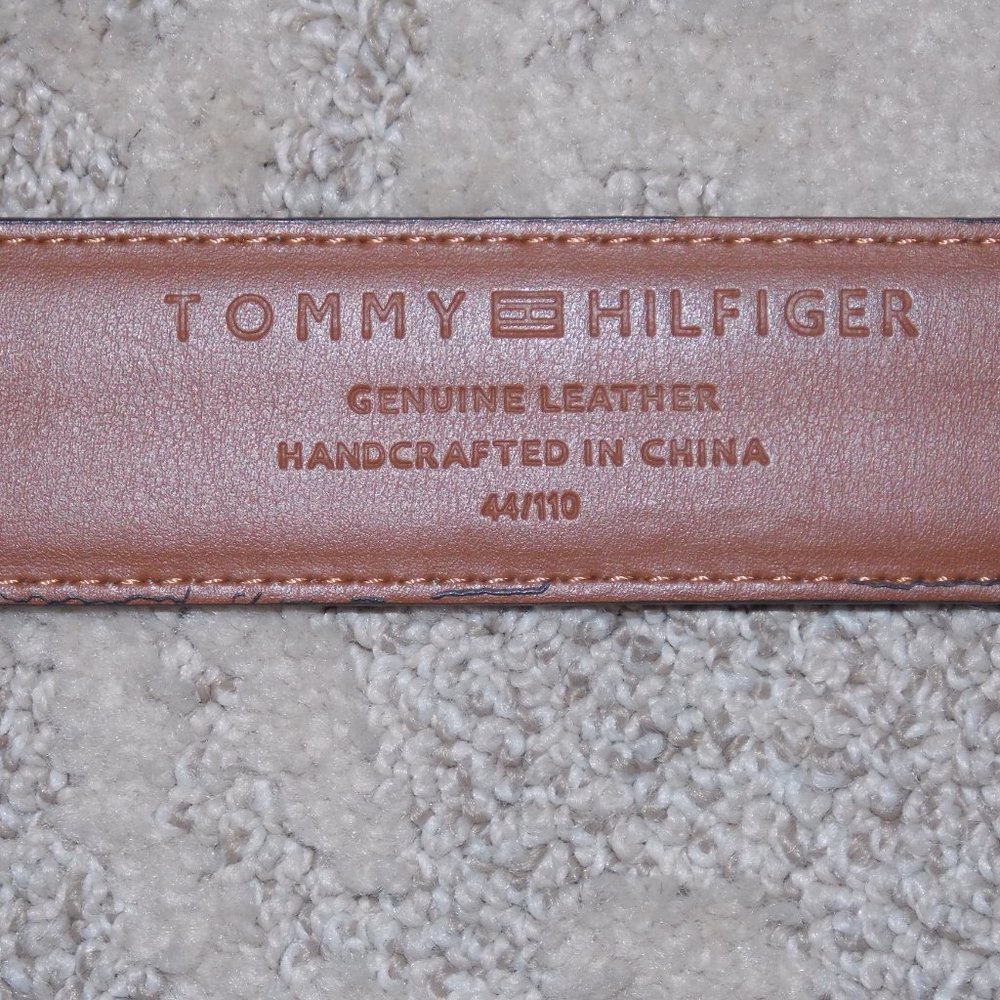 TOMMY HILFIGER
GENUINE LEATHER
HANDCRAFTED IN CHINA
44/110